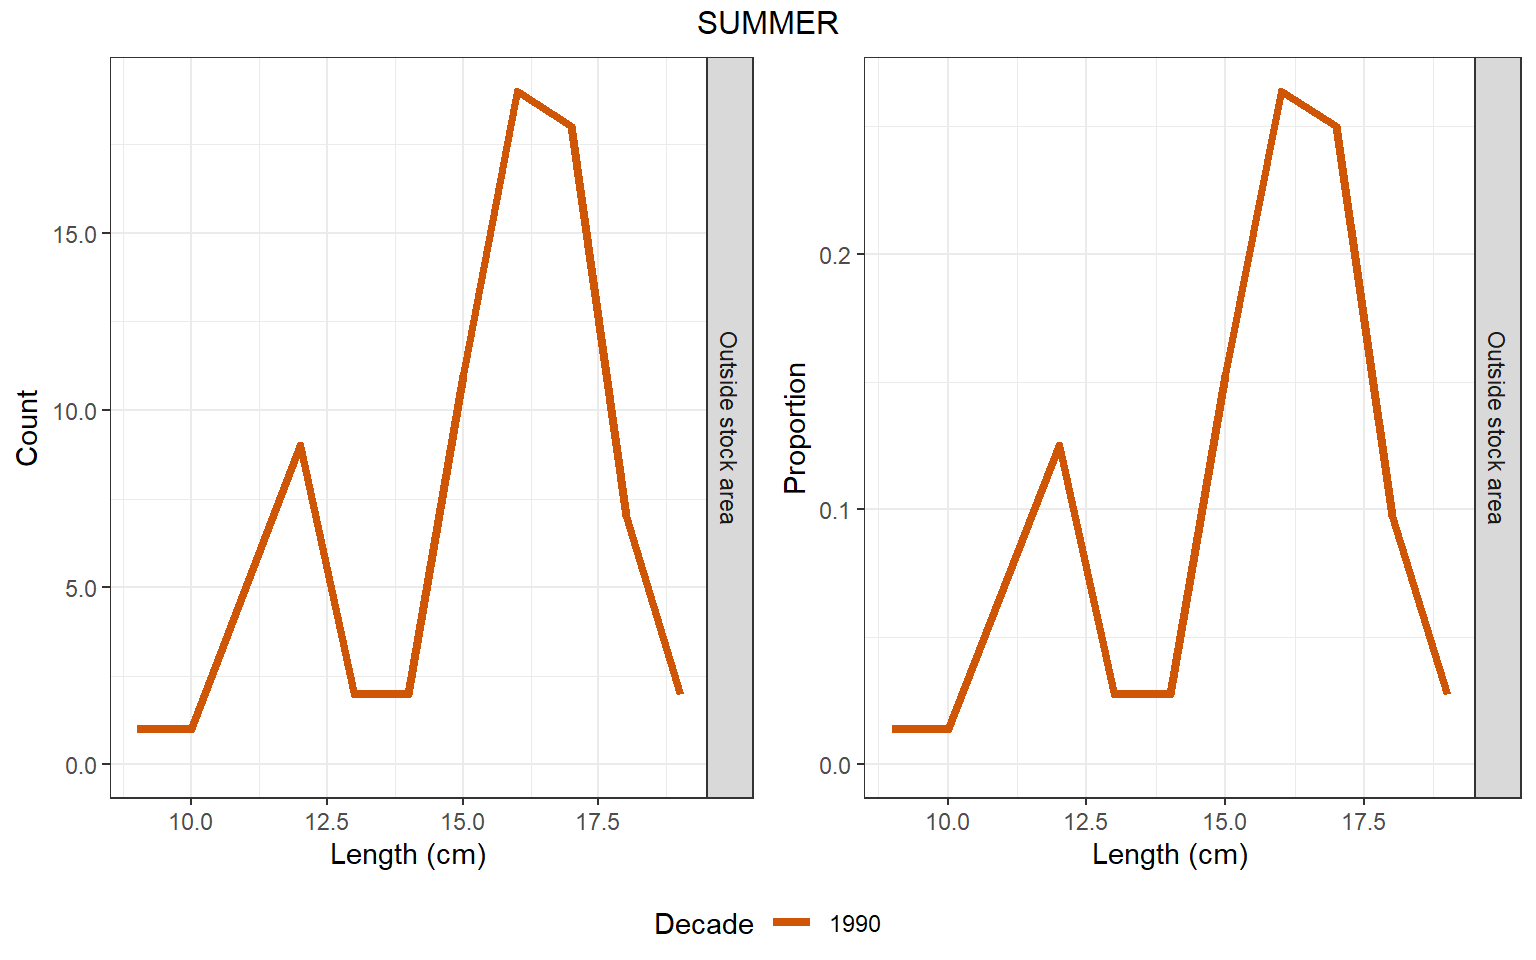 SUMMER
Count
15.0
10.0
5.0
0.0
10.0 12.5 15.0 17.5
Length (cm)
Outside stock area
Proportion
0.2
0.1
0.0
10.0 12.5 15.0 17.5
Length (cm)
Outside stock area
Decade 1990